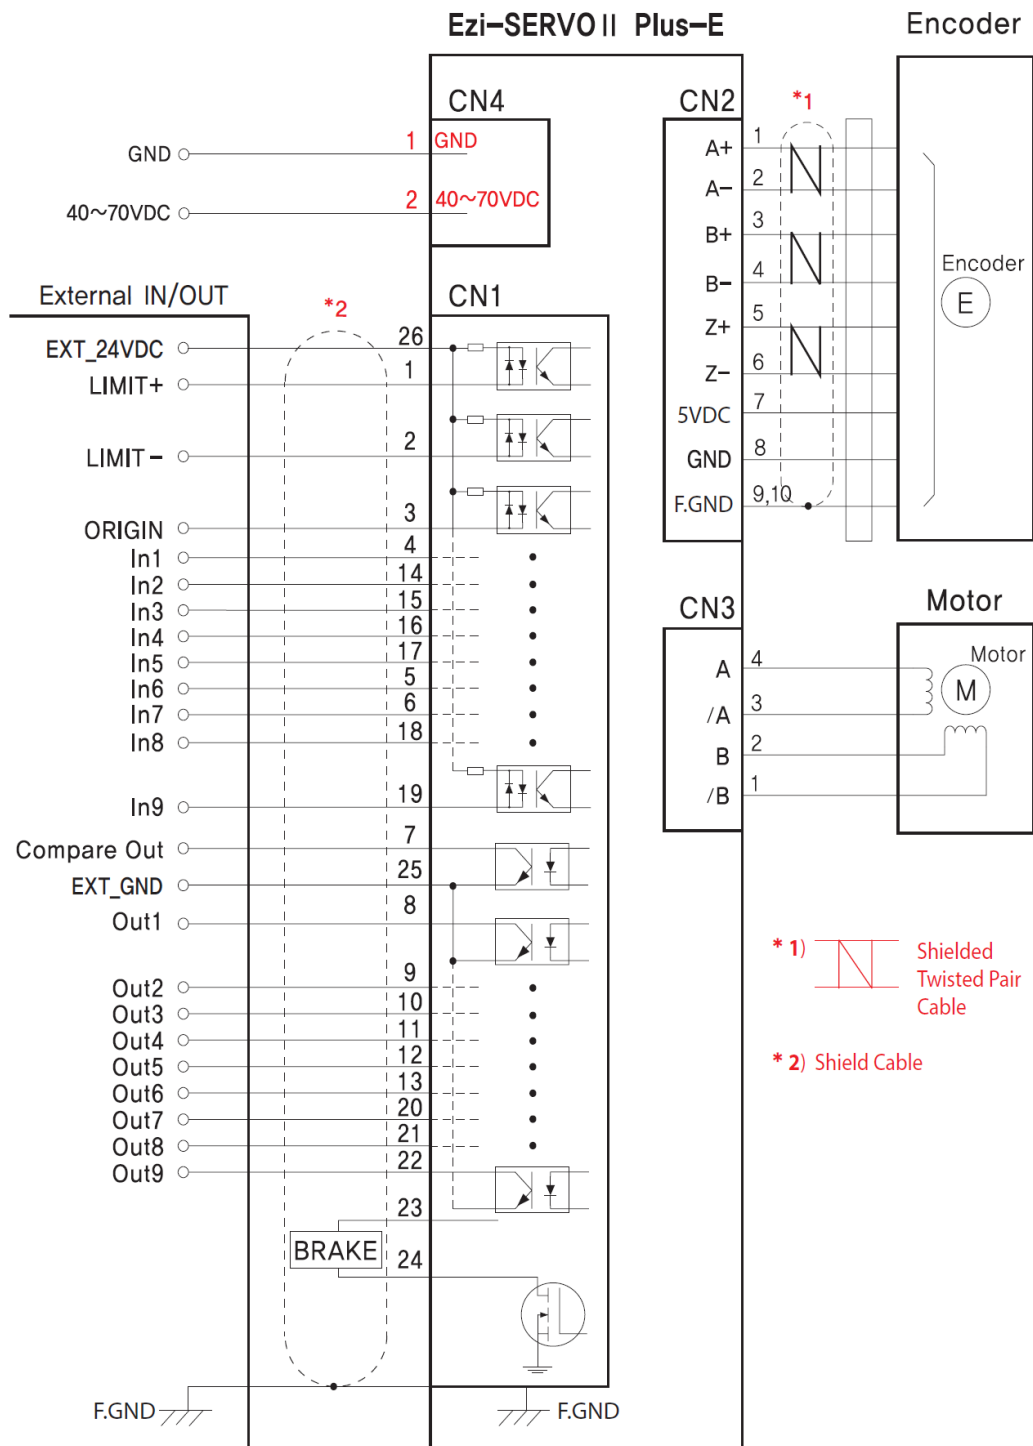 Ezi-SERVO II Plus-E
Encoder
CN4
1 GND
GND
2 40~70VDC
40~70VDC
CN2
*1
A+ 1
A- 2
B+ 3
B- 4
Z+ 5
Z- 6
5VDC 7
GND 8
F.GND 9,10
Encoder
E
External IN/OUT
*2
CN1
EXT_24VDC 26
LIMIT+ 1
LIMIT- 2
ORIGIN 3
In1 4
In2 14
In3 15
In4 16
In5 17
In6 5
In7 6
In8 18
In9 19
Compare Out 7
EXT_GND 25
Out1 8
Out2 9
Out3 10
Out4 11
Out5 12
Out6 13
Out7 20
Out8 21
Out9 22
23
BRAKE
24
F.GND
F.GND
CN3
Motor
A 4
/A 3
B 2
/B 1
Motor
M
* 1) Shielded
Twisted Pair
Cable
* 2) Shield Cable